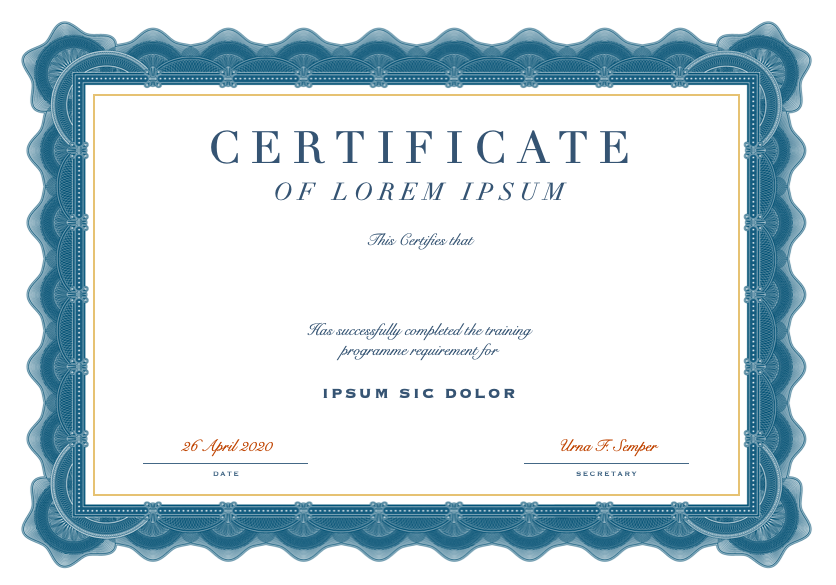 CERTIFICATE
OF LOREM IPSUM
This Certifies that
Has successfully completed the training
programme requirement for
IPSUM SIC DOLOR
26 April 2020
Urna F. Semper
DATE
SECRETARY